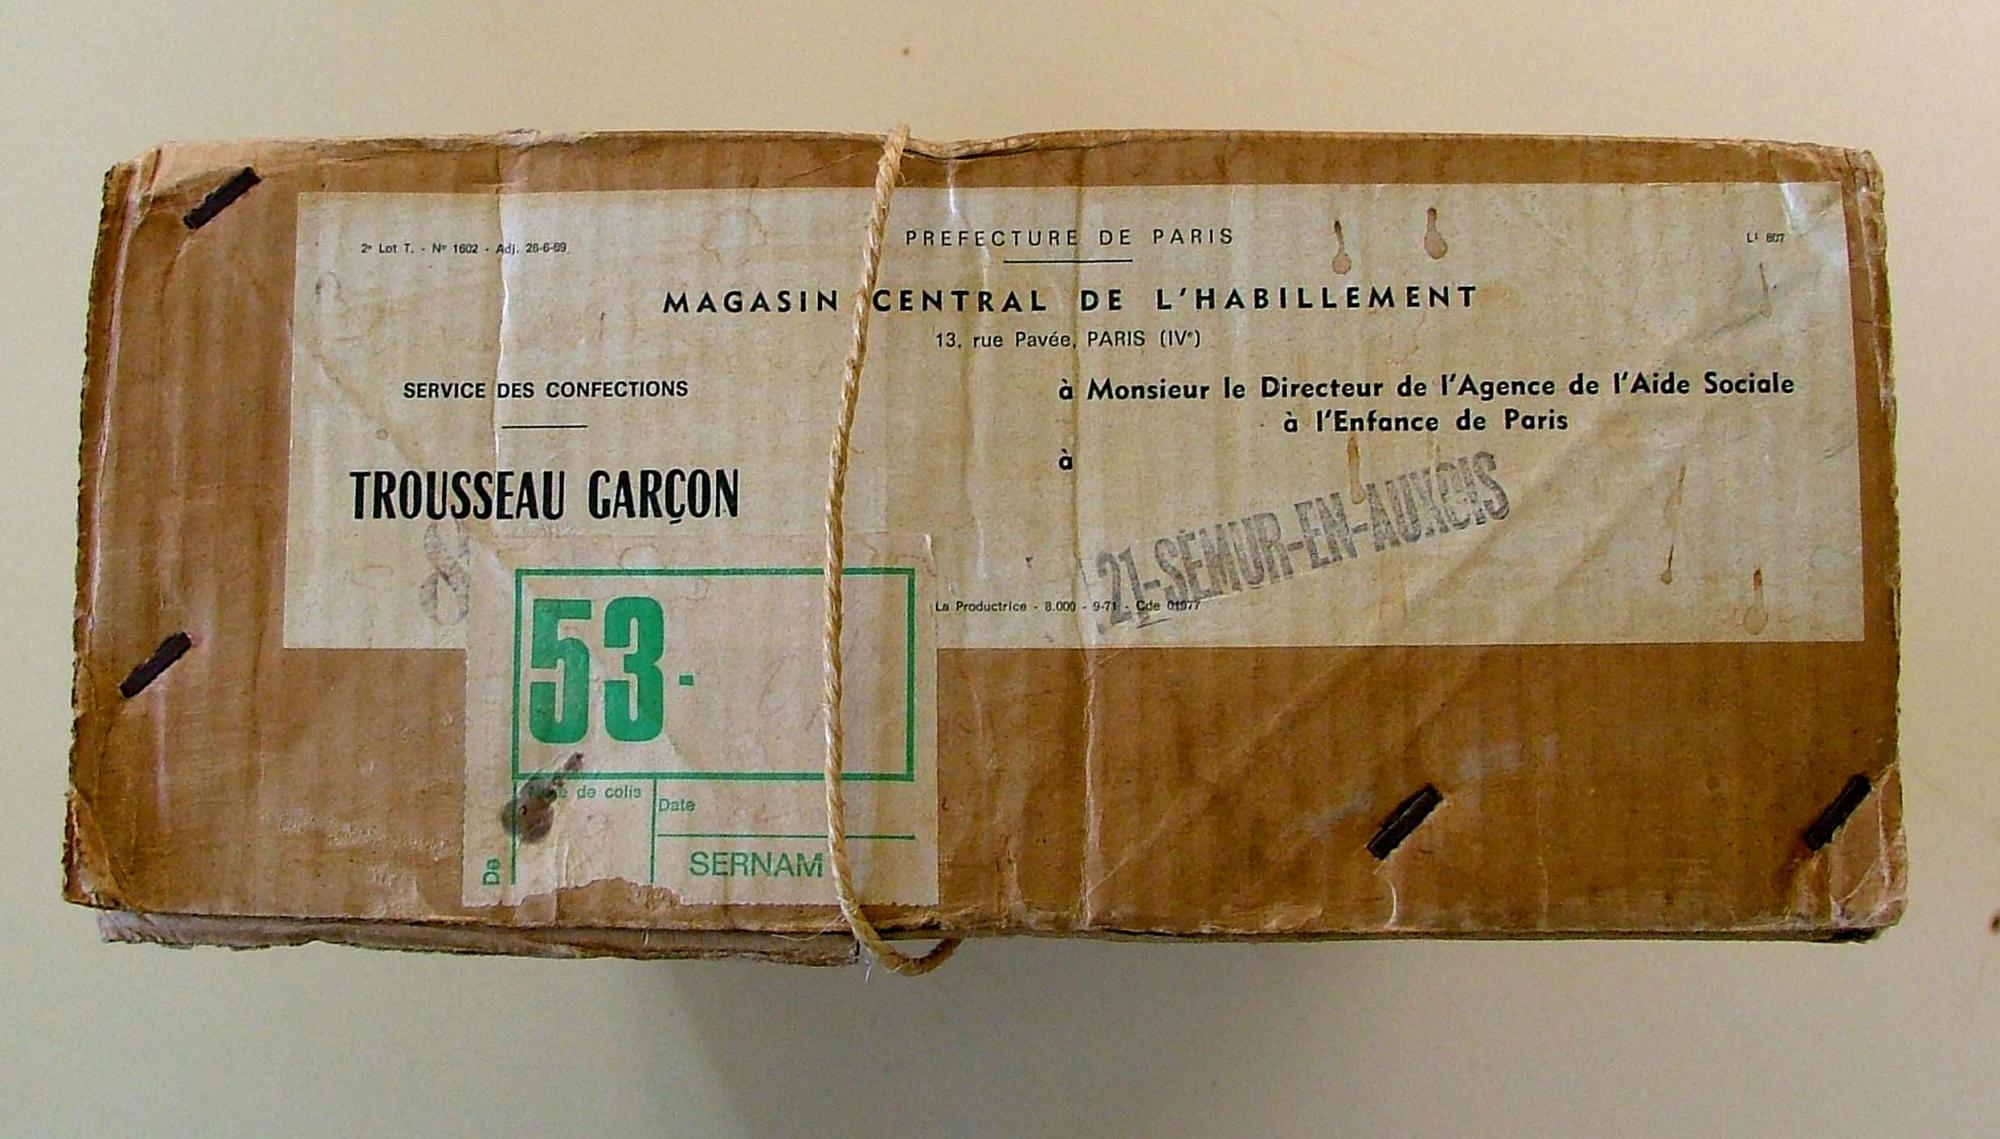 2e Lot T. - No 1602 - Adj. 26-6-69
PREFECTURE DE PARIS
Lt 807
MAGASIN CENTRAL DE L'HABILLEMENT
13, rue Pavée, PARIS (IVe)
SERVICE DES CONFECTIONS
à Monsieur le Directeur de l'Agence de l'Aide Sociale
à l'Enfance de Paris
TROUSSEAU GARÇON
à
21-SEMUR-EN-AUXOIS
8
La Productrice - 8.000 - 9-71 - Cde 01977
53-
de colis
Date
De
SERNAM